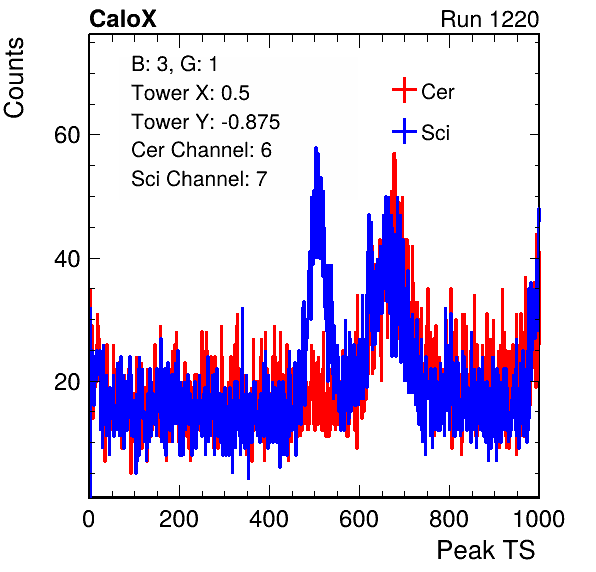 CaloX Run 1220
Counts
B: 3, G: 1
Tower X: 0.5
Tower Y: -0.875
Cer Channel: 6
Sci Channel: 7
Cer
Sci
60
40
20
0 200 400 600 800 1000
Peak TS